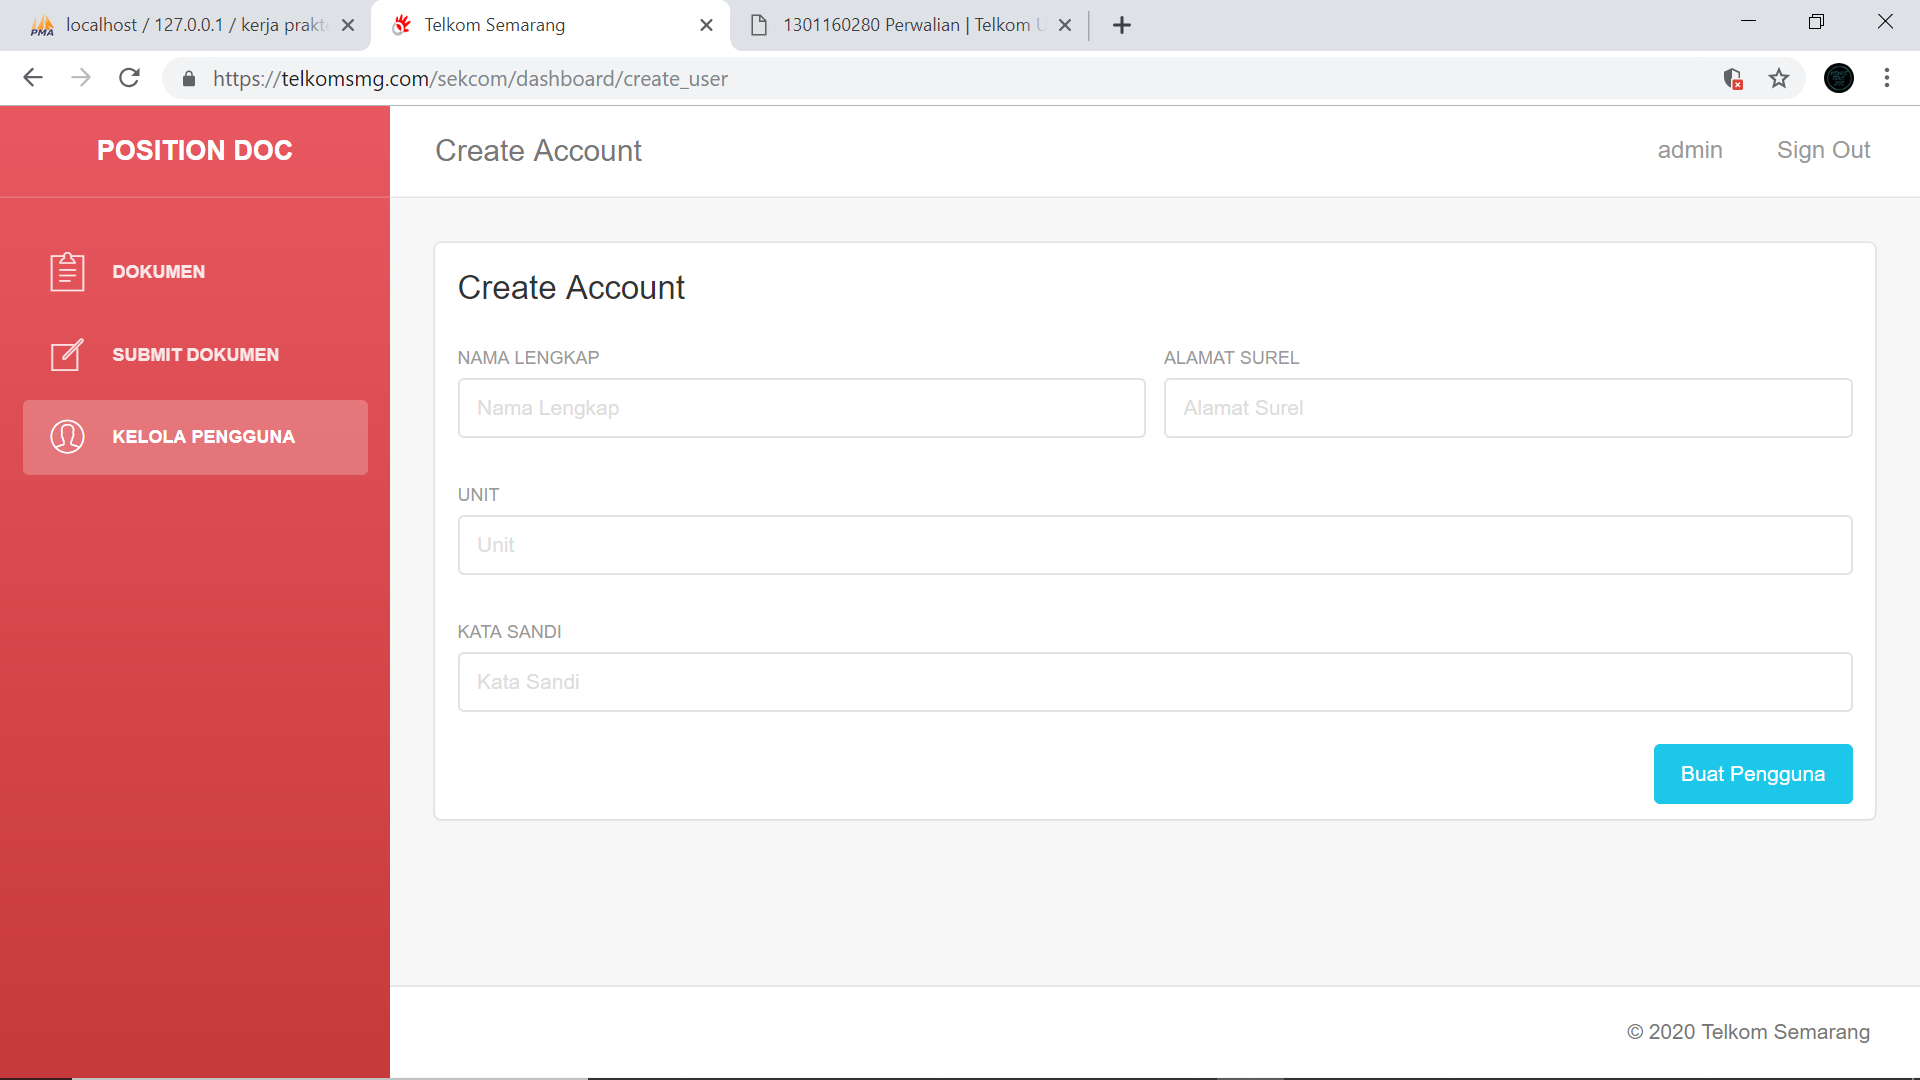 PMA localhost / 127.0.0.1 / kerja prakt
Telkom Semarang
1301160280 Perwalian | Telkom U
https://telkomsmg.com/sekcom/dashboard/create_user
POSITION DOC
Create Account
admin
Sign Out
DOKUMEN
SUBMIT DOKUMEN
KELOLA PENGGUNA
Create Account
NAMA LENGKAP
ALAMAT SUREL
Nama Lengkap
Alamat Surel
UNIT
Unit
KATA SANDI
Kata Sandi
Buat Pengguna
© 2020 Telkom Semarang